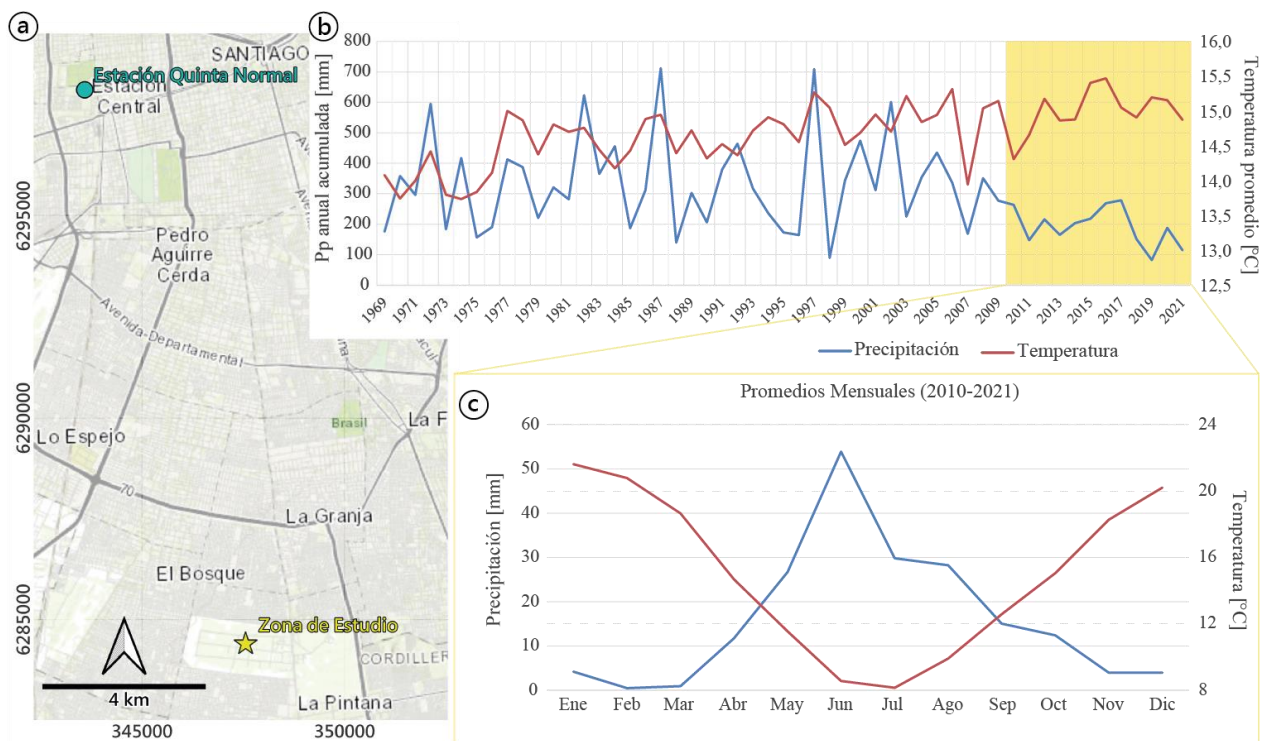 a
SANTIAGO
Estación Quinta Normal
Estación
Central
Pedro
Aguirre
Cerda
Avenida-Departamental
Brasil
La F
Lo Espejo
70
La Granja
El Bosque
Zona de Estudio
CORDILLER
La Pintana
4 km
6295000
6290000
6285000
345000
350000
b
Pp anual acumulada [mm]
800
700
600
500
400
300
200
100
0
16,0
15,5
15,0
14,5
14,0
13,5
13,0
12,5
Temperatura promedio [°C]
1969
1971
1973
1975
1977
1979
1981
1983
1985
1987
1989
1991
1993
1995
1997
1999
2001
2003
2005
2007
2009
2011
2013
2015
2017
2019
2021
Precipitación
Temperatura
c
Promedios Mensuales (2010-2021)
Precipitación [mm]
60
50
40
30
20
10
0
24
20
16
12
8
Temperatura [°C]
Ene
Feb
Mar
Abr
May
Jun
Jul
Ago
Sep
Oct
Nov
Dic